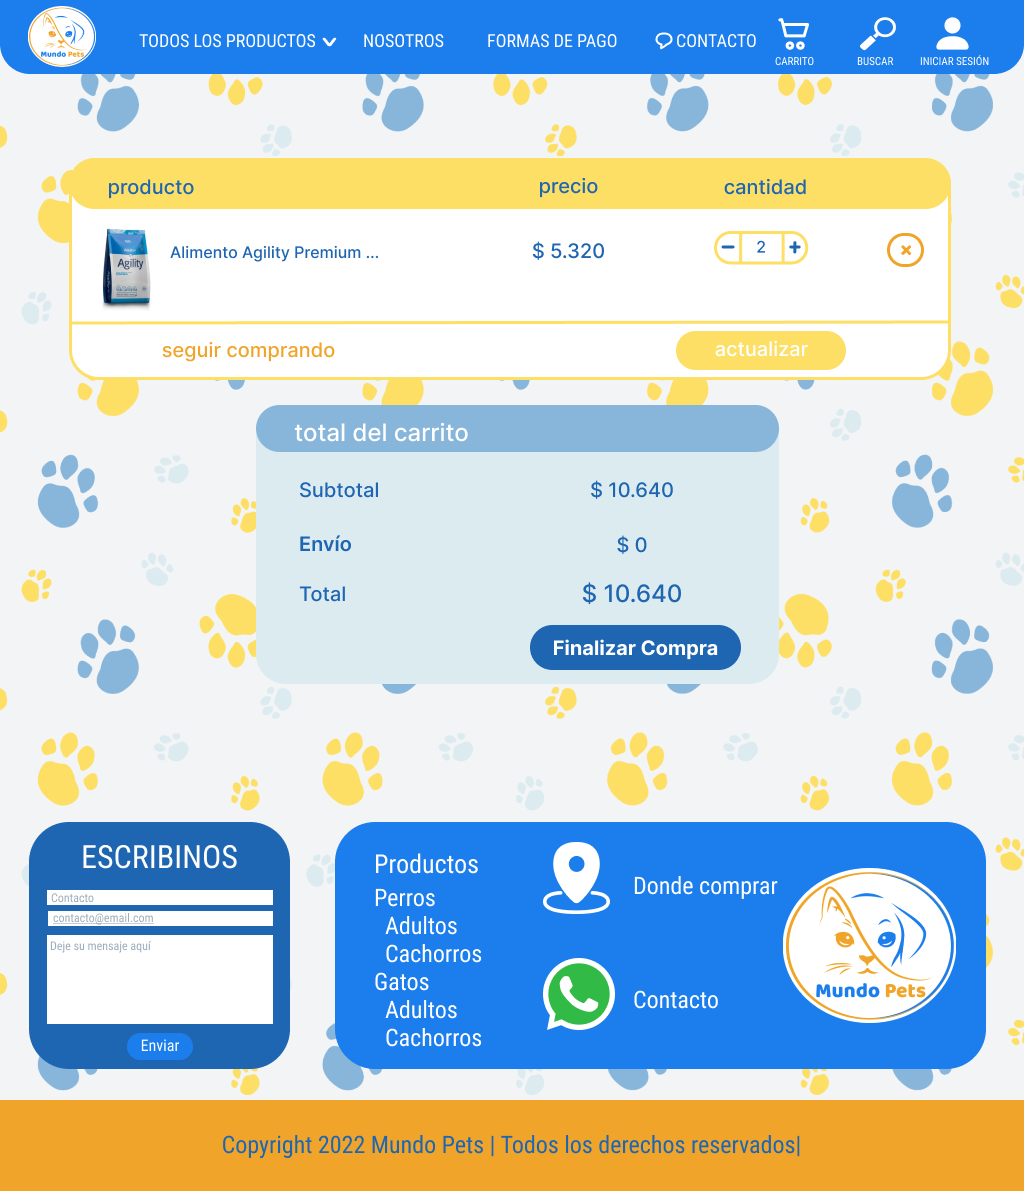 Mundo Pets
TODOS LOS PRODUCTOS
NOSOTROS
FORMAS DE PAGO
CONTACTO
CARRITO
BUSCAR
INICIAR SESIÓN
producto
precio
cantidad
Agility
Alimento Agility Premium ...
$ 5.320
2
seguir comprando
actualizar
total del carrito
Subtotal
$ 10.640
Envío
$ 0
Total
$ 10.640
Finalizar Compra
ESCRIBINOS
Contacto
contacto@email.com
Deje su mensaje aquí
Enviar
Productos
Perros
Adultos
Cachorros
Gatos
Adultos
Cachorros
Donde comprar
Contacto
Mundo Pets
Copyright 2022 Mundo Pets | Todos los derechos reservados|